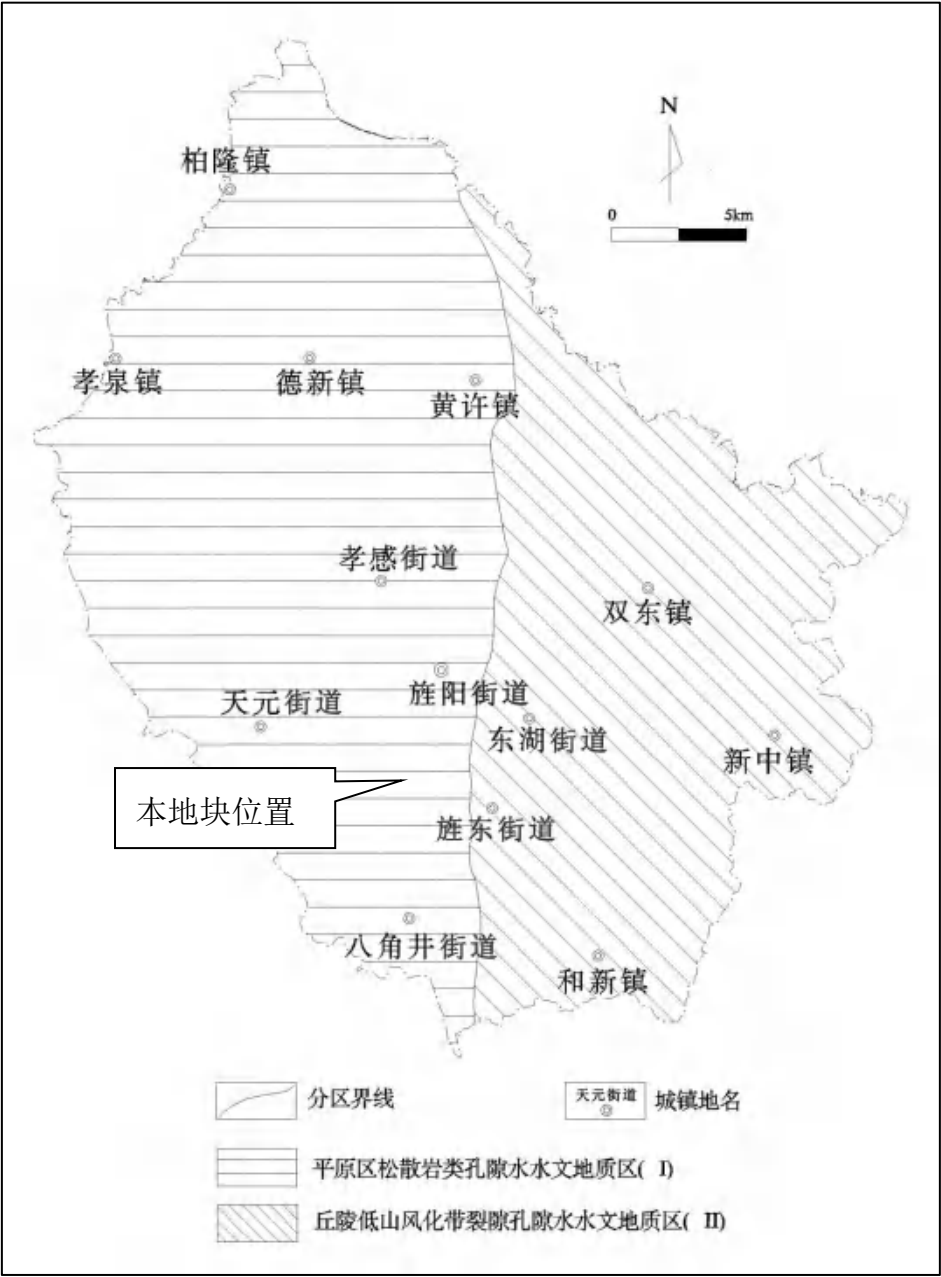 N
柏隆镇
0 5km
孝泉镇
德新镇
黄许镇
孝感街道
双东镇
旌阳街道
天元街道
东湖街道
新中镇
本地块位置
旌东街道
八角井街道
和新镇
分区界线
天元街道
城镇地名
平原区松散岩类孔隙水水文地质区( I)
丘陵低山风化带裂隙孔隙水水文地质区( II)